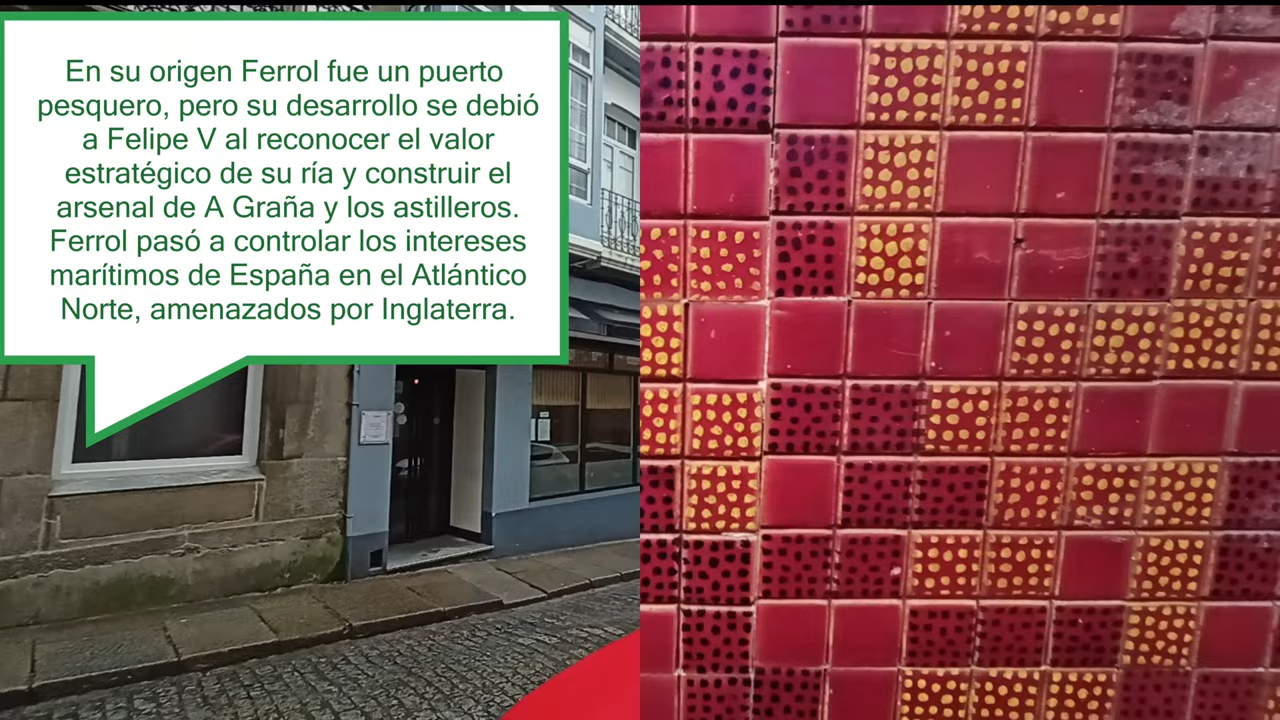 En su origen Ferrol fue un puerto
pesquero, pero su desarrollo se debió
a Felipe V al reconocer el valor
estratégico de su ría y construir el
arsenal de A Graña y los astilleros.
Ferrol pasó a controlar los intereses
marítimos de España en el Atlántico
Norte, amenazados por Inglaterra.